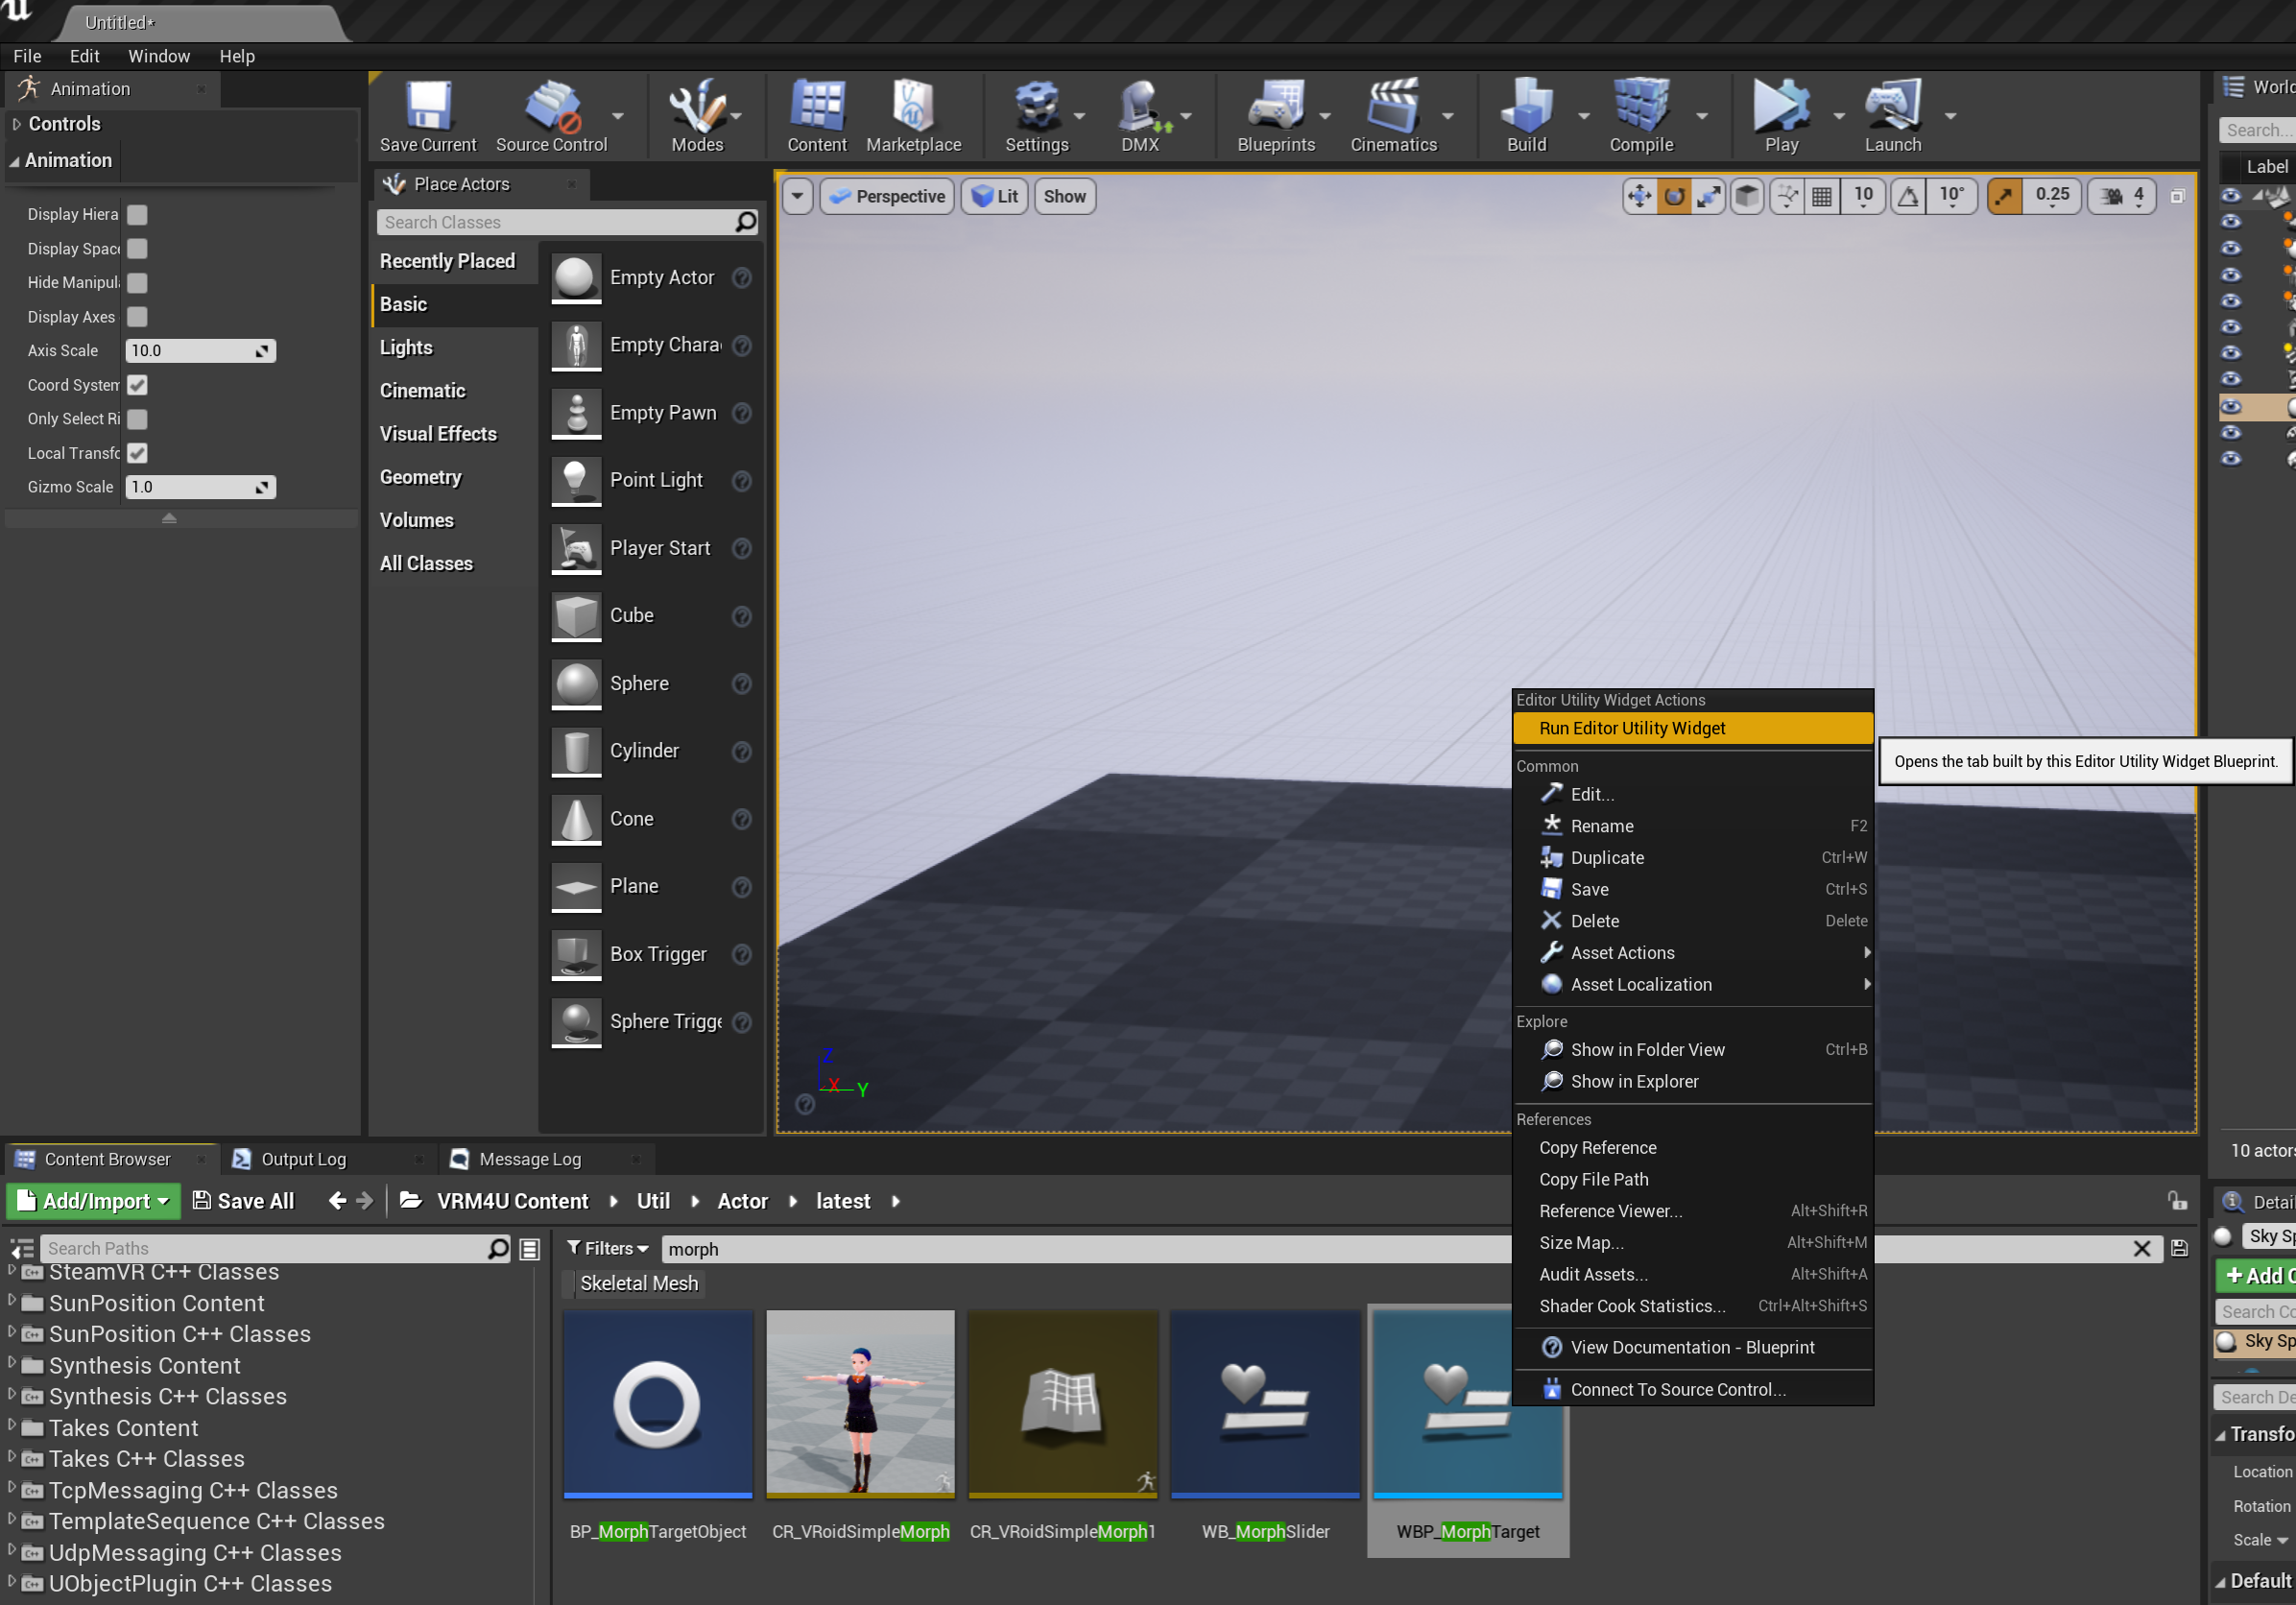 Untitled*
File Edit Window Help
Animation
Controls
Animation
Display Hiera
Display Space
Hide Manipul
Display Axes
Axis Scale 10.0
Coord System
Only Select Ri
Local Transfo
Gizmo Scale 1.0
Save Current Source Control Modes Content Marketplace Settings DMX Blueprints Cinematics Build Compile Play Launch
Place Actors
Search Classes
Recently Placed
Basic
Lights
Cinematic
Visual Effects
Geometry
Volumes
All Classes
Empty Actor
Empty Chara
Empty Pawn
Point Light
Player Start
Cube
Sphere
Cylinder
Cone
Plane
Box Trigger
Sphere Trigge
Perspective Lit Show
10 10° 0.25 4
Z
X Y
Editor Utility Widget Actions
Run Editor Utility Widget
Opens the tab built by this Editor Utility Widget Blueprint.
Common
Edit...
Rename F2
Duplicate Ctrl+W
Save Ctrl+S
Delete Delete
Asset Actions
Asset Localization
Explore
Show in Folder View Ctrl+B
Show in Explorer
References
Copy Reference
Copy File Path
Reference Viewer... Alt+Shift+R
Size Map... Alt+Shift+M
Audit Assets... Alt+Shift+A
Shader Cook Statistics... Ctrl+Alt+Shift+S
View Documentation - Blueprint
Connect To Source Control...
World
Search...
Label
10 actors
Content Browser Output Log Message Log
Add/Import Save All VRM4U Content Util Actor latest
Search Paths
SteamVR C++ Classes
SunPosition Content
SunPosition C++ Classes
Synthesis Content
Synthesis C++ Classes
Takes Content
Takes C++ Classes
TcpMessaging C++ Classes
TemplateSequence C++ Classes
UdpMessaging C++ Classes
UObjectPlugin C++ Classes
Filters morph
Skeletal Mesh
BP_MorphTargetObject CR_VRoidSimpleMorph CR_VRoidSimpleMorph1 WB_MorphSlider WBP_MorphTarget
Detail
Sky Sp
+ Add C
Search Co
Sky Sp
Search De
Transfo
Location
Rotation
Scale
Default